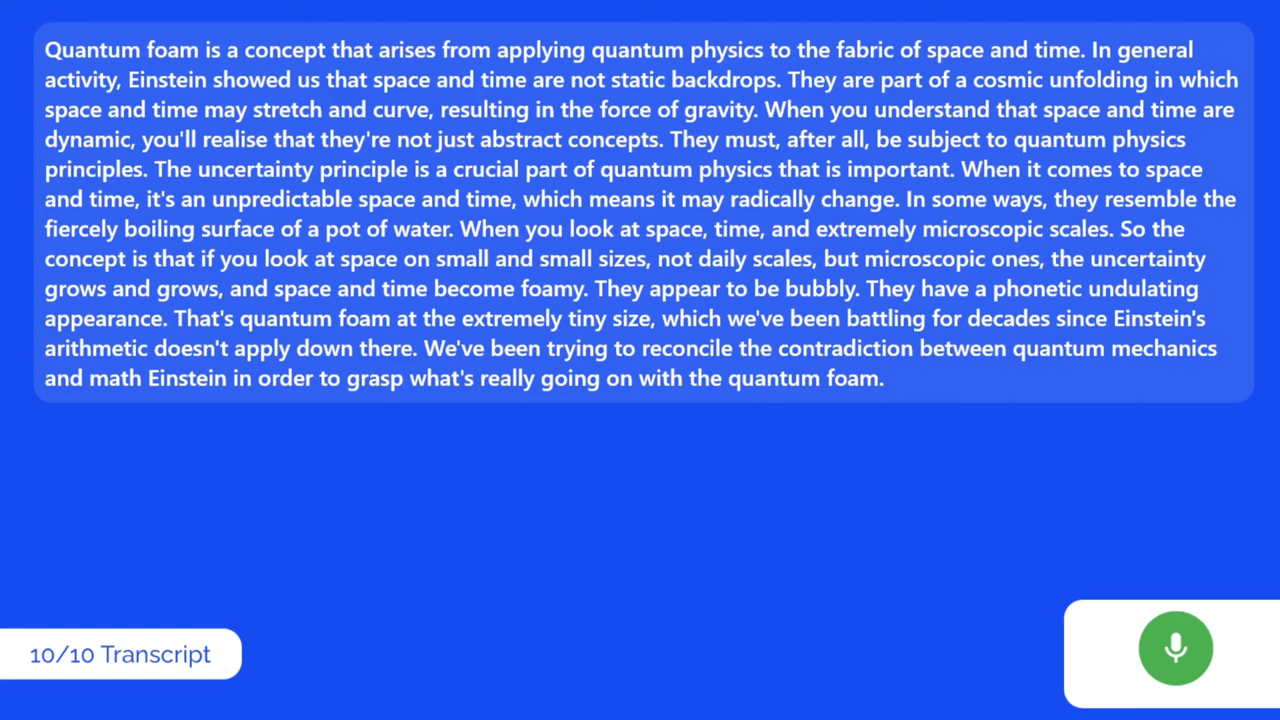 Quantum foam is a concept that arises from applying quantum physics to the fabric of space and time. In general
activity, Einstein showed us that space and time are not static backdrops. They are part of a cosmic unfolding in which
space and time may stretch and curve, resulting in the force of gravity. When you understand that space and time are
dynamic, you'll realise that they're not just abstract concepts. They must, after all, be subject to quantum physics
principles. The uncertainty principle is a crucial part of quantum physics that is important. When it comes to space
and time, it's an unpredictable space and time, which means it may radically change. In some ways, they resemble the
fiercely boiling surface of a pot of water. When you look at space, time, and extremely microscopic scales. So the
concept is that if you look at space on small and small sizes, not daily scales, but microscopic ones, the uncertainty
grows and grows, and space and time become foamy. They appear to be bubbly. They have a phonetic undulating
appearance. That's quantum foam at the extremely tiny size, which we've been battling for decades since Einstein's
arithmetic doesn't apply down there. We've been trying to reconcile the contradiction between quantum mechanics
and math Einstein in order to grasp what's really going on with the quantum foam.
10/10 Transcript